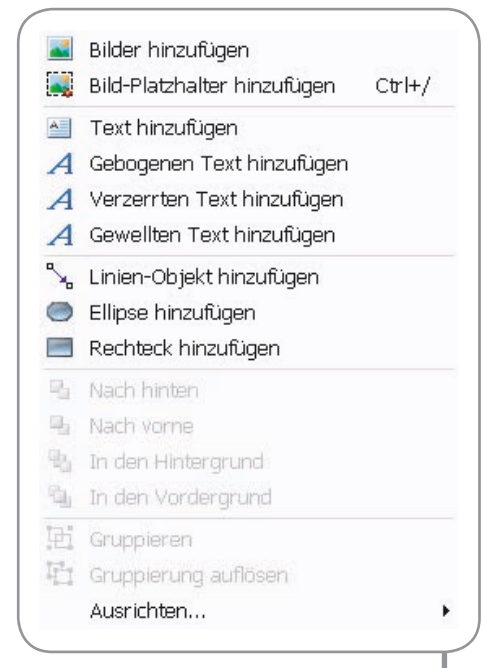 Bilder hinzufügen
Bild-Platzhalter hinzufügen Ctrl+/
Text hinzufügen
Gebogenen Text hinzufügen
Verzerrten Text hinzufügen
Gewellten Text hinzufügen
Linien-Objekt hinzufügen
Ellipse hinzufügen
Rechteck hinzufügen
Nach hinten
Nach vorne
In den Hintergrund
In den Vordergrund
Gruppieren
Gruppierung auflösen
Ausrichten...